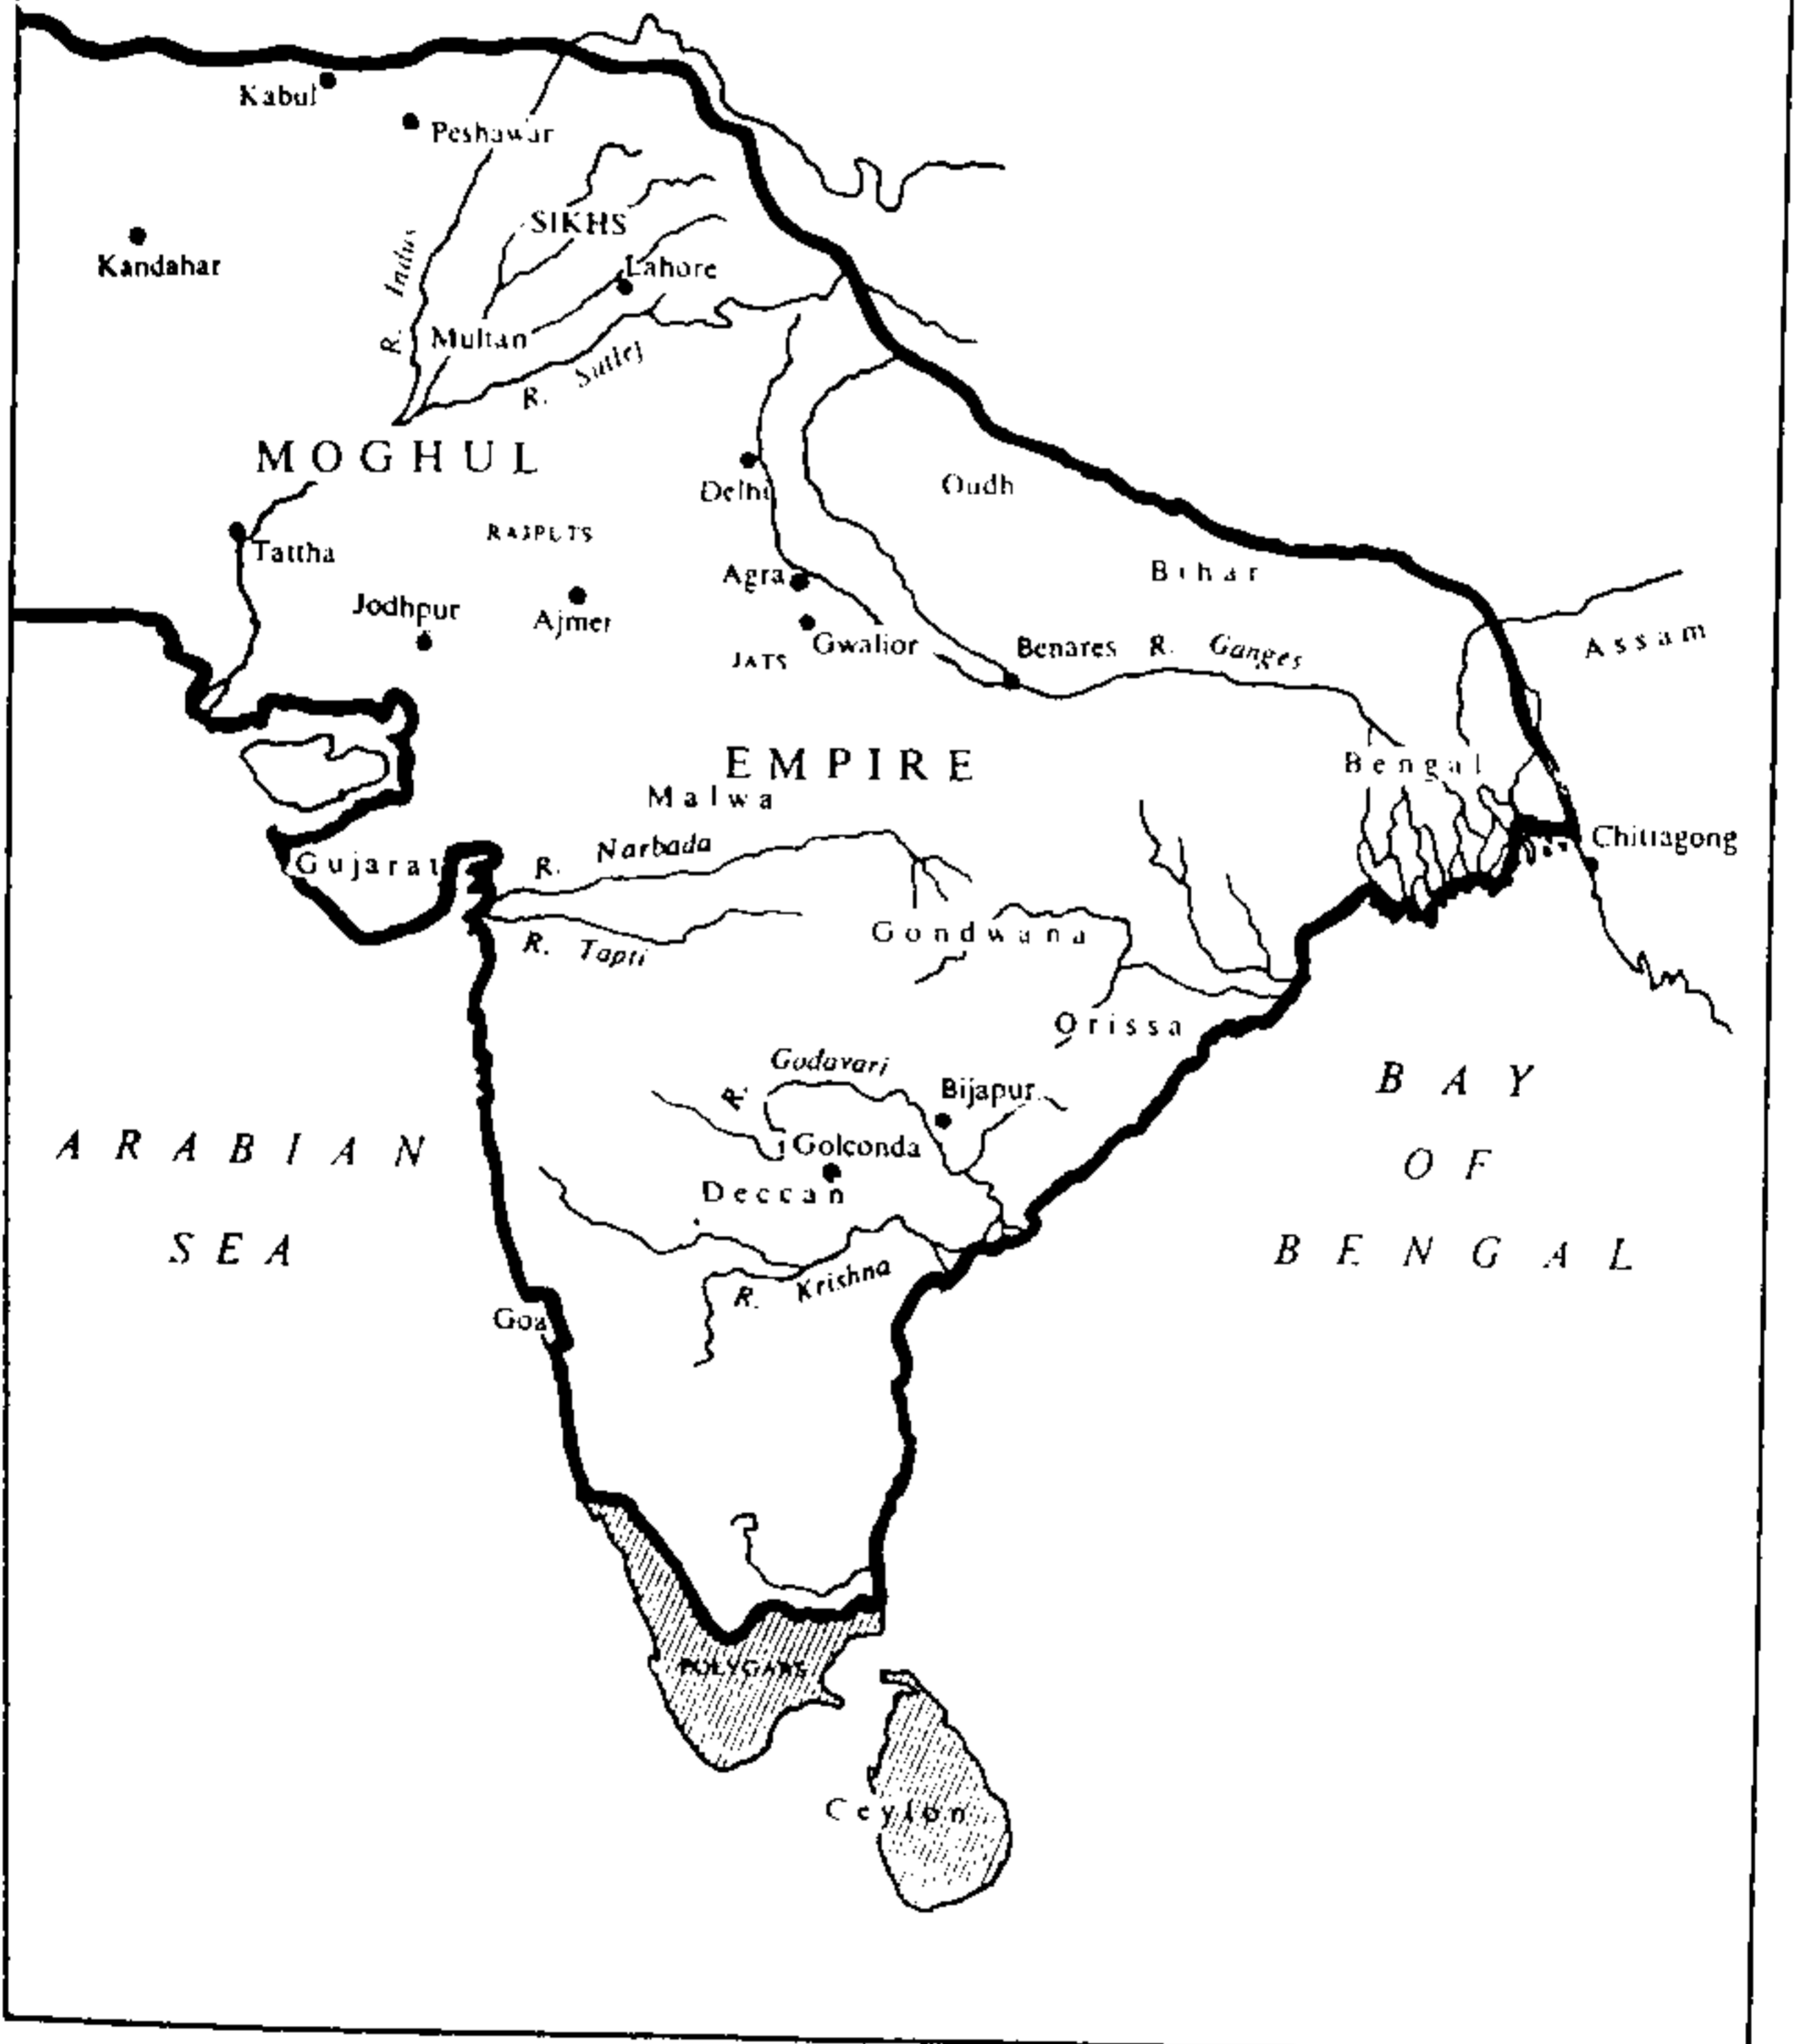 Kabul
Peshawar
SIKHS
Kandahar
R. Indus
Lahore
Multan
R. Sutlej
MOGHUL
Delhi
Oudh
RAJPUTS
Tattha
Agra
Bihar
Jodhpur
Ajmer
Gwalior
JATS
Benares
R. Ganges
Assam
EMPIRE
Bengal
Malwa
Chittagong
R. Narbada
Gujarat
R. Tapti
Gondwana
Orissa
R. Godavari
Bijapur
BAY
OF
BENGAL
ARABIAN
SEA
Golconda
Deccan
R. Krishna
Goa
POLYGARS
Ceylon